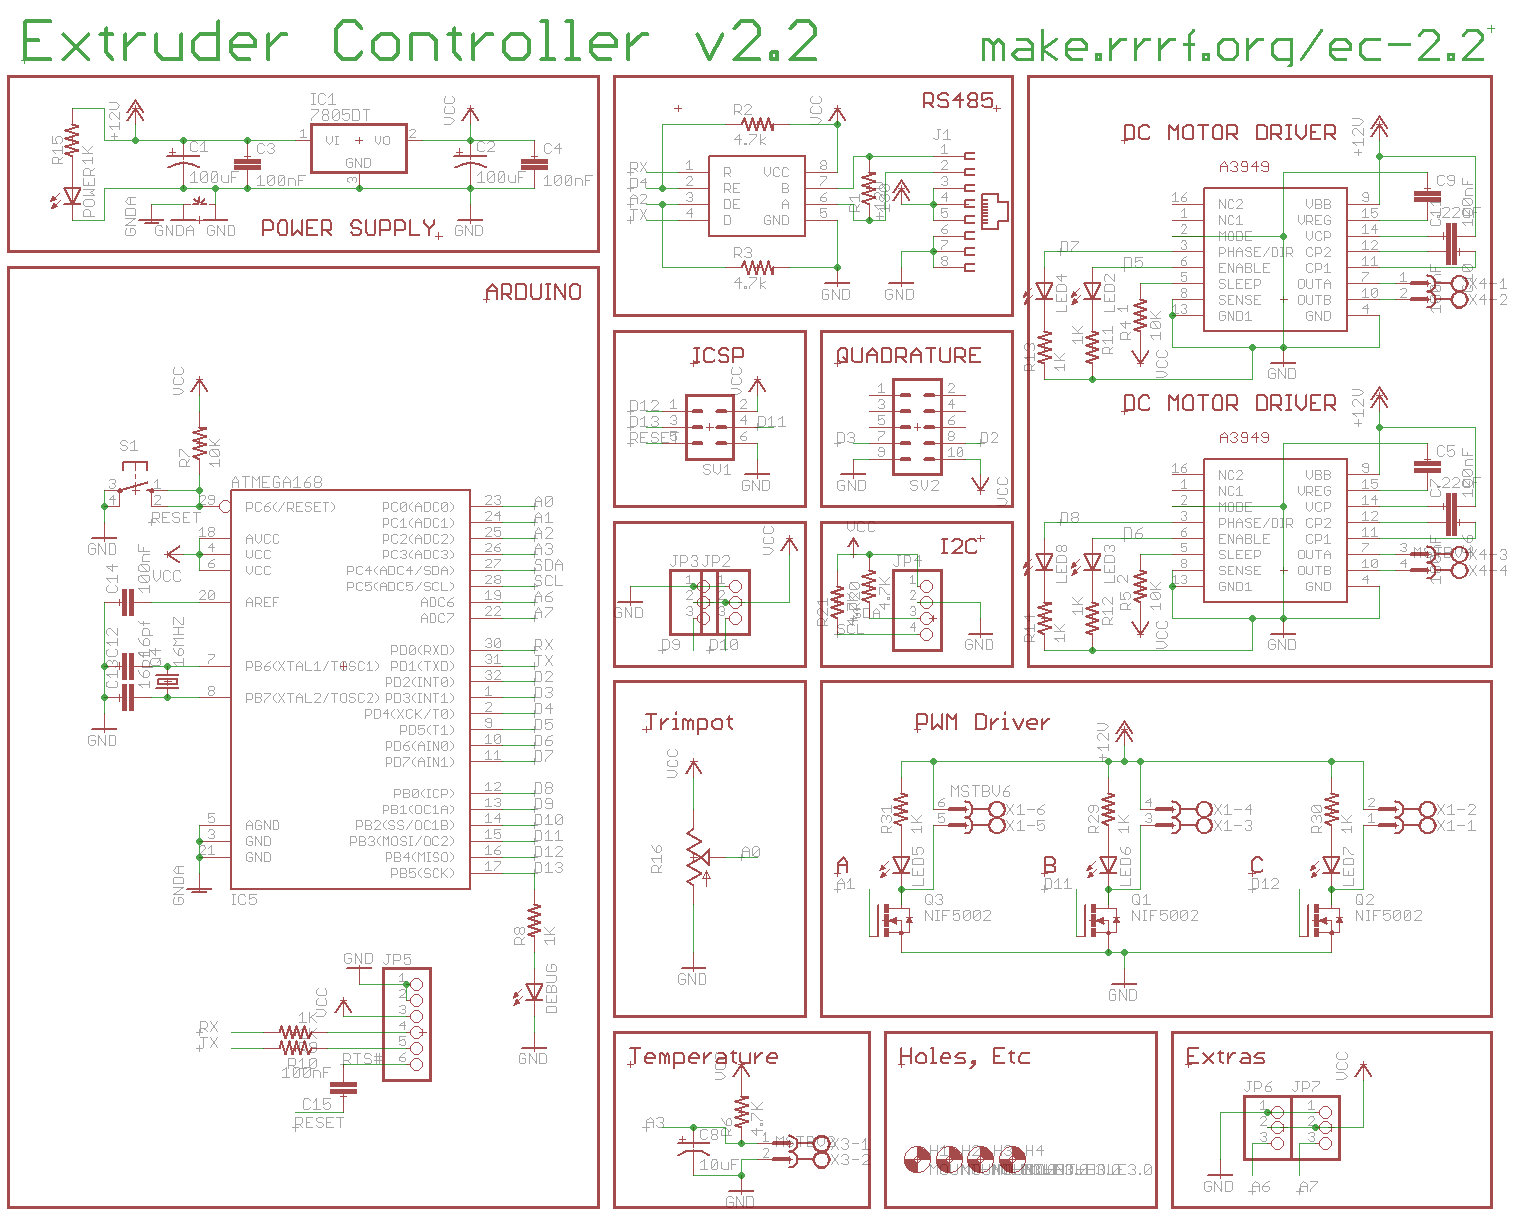 Extruder Controller v2.2
make.rrrf.org/ec-2.2
POWER SUPPLY
R15
POWER
1K
+12V
C1
100uF
C3
100nF
IC1
7805DT
1 VI VO 2
GND
3
VCC
C2
100uF
C4
100nF
GNDA
GNDA GND
GND
RS485
R2
4.7k
VCC
J1
RX 1 R VCC 8
D4 2 RE B 7
A2 3 DE A 6
TX 4 D GND 5
R1
1
2
3
4
5
6
7
8
R3
4.7k
GND
GND
DC MOTOR DRIVER
+12V
A3949
16 NC2 VBB 9
1 NC1 VREG 15
2 MODE VCP 14
3 PHASE/DIR CP2 12
6 ENABLE CP1 11
5 SLEEP OUTA 7
8 SENSE OUTB 10
13 GND1 GND 4
C9
100nF
D7
D5
LED4
LED2
R13
1K
1K
R11
R4
10K
VCC
GND
1 X4-1
2 X4-2
DC MOTOR DRIVER
+12V
A3949
16 NC2 VBB 9
1 NC1 VREG 15
2 MODE VCP 14
3 PHASE/DIR CP2 12
6 ENABLE CP1 11
5 SLEEP OUTA 7
8 SENSE OUTB 10
13 GND1 GND 4
C5
100nF
C7
D8
D6
LED8
LED3
R14
1K
R12
1K
R5
10K
VCC
GND
3 X4-3
4 X4-4
ARDUINO
VCC
R7
10K
S1
3 1
4 2
RESET
GND
ATMEGA168
29 PC6(/RESET)
18 AVCC
4 VCC
6 VCC
20 AREF
7 PB6(XTAL1/TOSC1)
8 PB7(XTAL2/TOSC2)
5 AGND
3 GND
21 GND
PC0(ADC0) 23 A0
PC1(ADC1) 24 A1
PC2(ADC2) 25 A2
PC3(ADC3) 26 A3
PC4(ADC4/SDA) 27 SDA
PC5(ADC5/SCL) 28 SCL
ADC6 19 A6
ADC7 22 A7
PD0(RXD) 30 RX
PD1(TXD) 31 TX
PD2(INT0) 32 D2
PD3(INT1) 1 D3
PD4(XCK/T0) 2 D4
PD5(T1) 9 D5
PD6(AIN0) 10 D6
PD7(AIN1) 11 D7
PB0(ICP) 12 D8
PB1(OC1A) 13 D9
PB2(SS/OC1B) 14 D10
PB3(MOSI/OC2) 15 D11
PB4(MISO) 16 D12
PB5(SCK) 17 D13
IC5
VCC
C14
100nF
C12
16pf
C13
16MHZ
GND
GNDA
R8
1K
DEBUG
GND
GND JP5
VCC
RX
TX
1K
R10
RTS#
100nF
C15
RESET
1
2
3
4
5
6
ICSP
VCC
D12 1 2
D13 3 4 D11
RESET 5 6
SV1
GND
QUADRATURE
1 2
3 4
5 6
D3 7 8 D2
9 10
GND SV2
VCC
JP3 JP2
VCC
GND
1
2
3
D9 D10
I2C
VCC
JP4
R21
4.7K
SCL
1
2
3
4
GND
Trimpot
VCC
R16
A0
GND
PWM Driver
+12V
R31
1K
MSTBV6
6 X1-6
5 X1-5
LED5
A
A1
Q3
NIF5002
R29
1K
4 X1-4
3 X1-3
LED6
B
D11
Q1
NIF5002
R30
1K
2 X1-2
1 X1-1
LED7
C
D12
Q2
NIF5002
GND
Temperature
VCC
R6
4.7K
A3
C8
10uF
1 X3-1
2 X3-2
GND
Holes, Etc
H1 H2 H3 H4
Extras
VCC
JP6 JP7
1 1
2 2
3 3
GND A6 A7